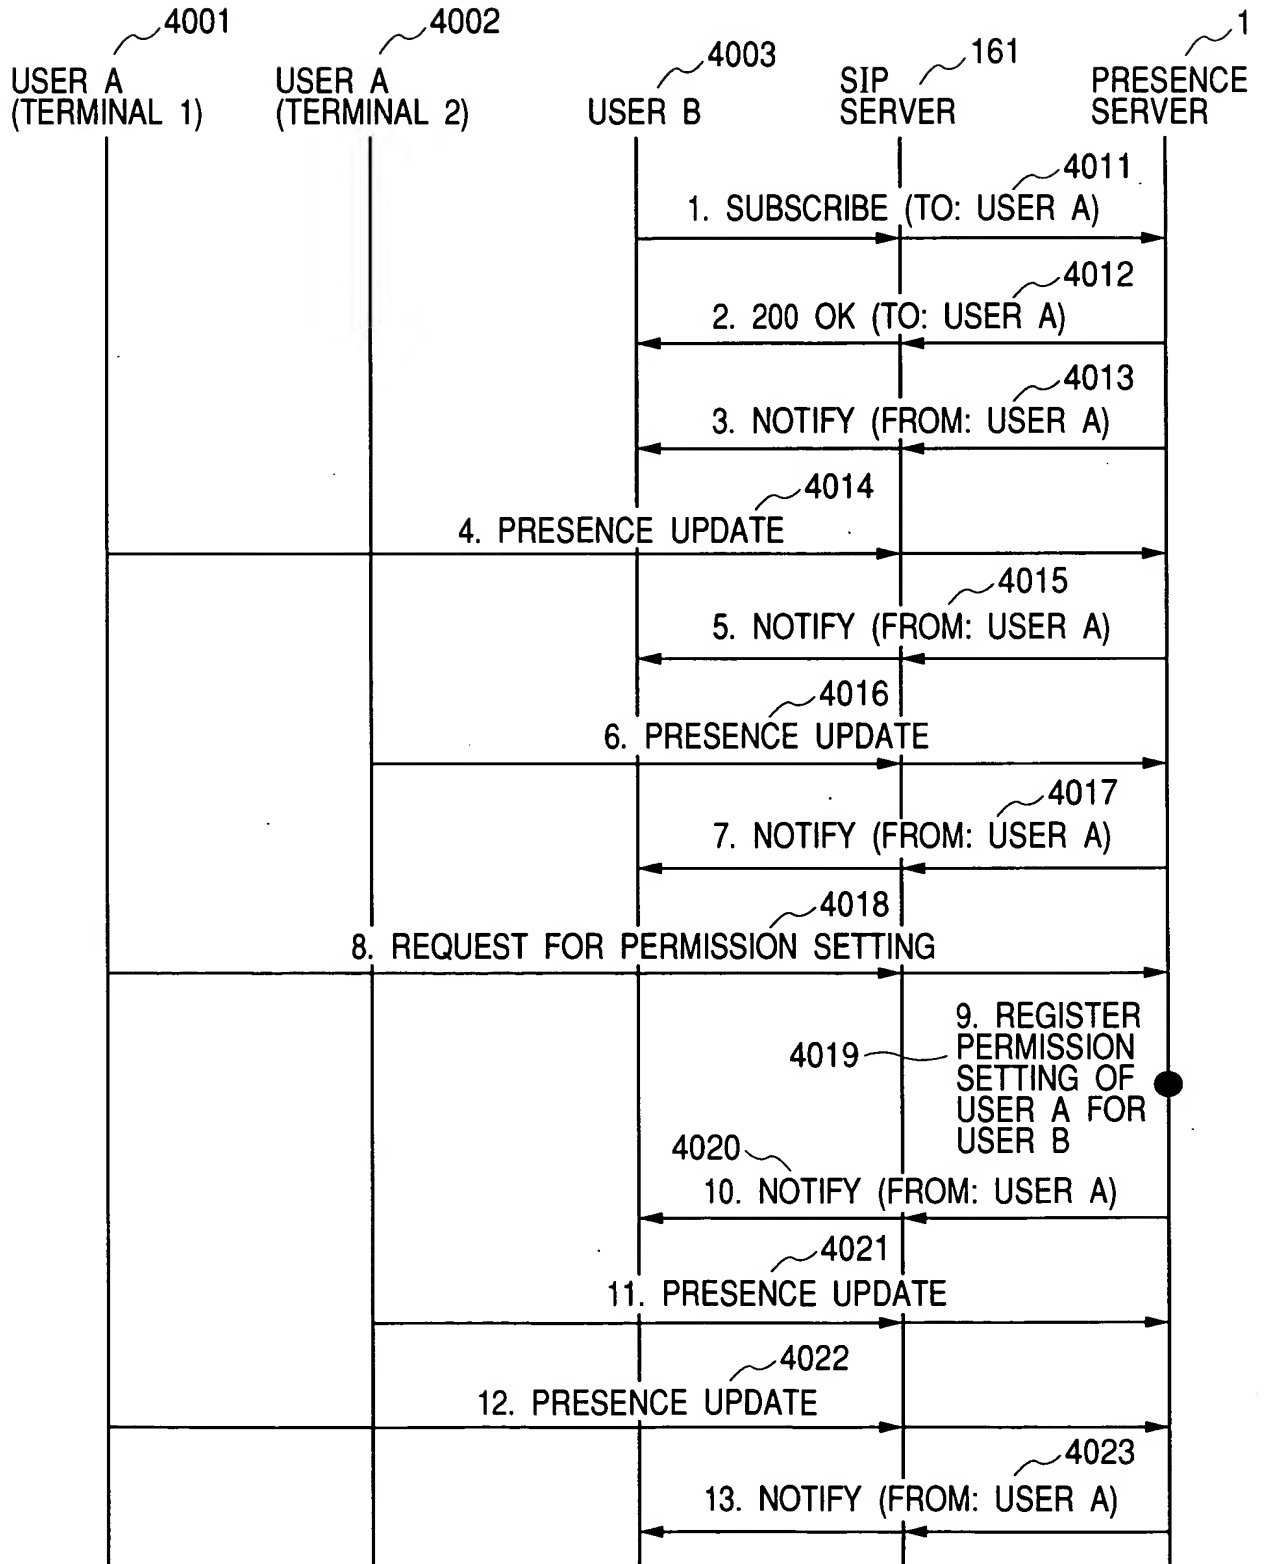 4001
4002
4003
161
1
USER A
(TERMINAL 1)
USER A
(TERMINAL 2)
USER B
SIP
SERVER
PRESENCE
SERVER
4011
1. SUBSCRIBE (TO: USER A)
4012
2. 200 OK (TO: USER A)
4013
3. NOTIFY (FROM: USER A)
4014
4. PRESENCE UPDATE
4015
5. NOTIFY (FROM: USER A)
4016
6. PRESENCE UPDATE
4017
7. NOTIFY (FROM: USER A)
4018
8. REQUEST FOR PERMISSION SETTING
4019
9. REGISTER
PERMISSION
SETTING OF
USER A FOR
USER B
4020
10. NOTIFY (FROM: USER A)
4021
11. PRESENCE UPDATE
4022
12. PRESENCE UPDATE
4023
13. NOTIFY (FROM: USER A)